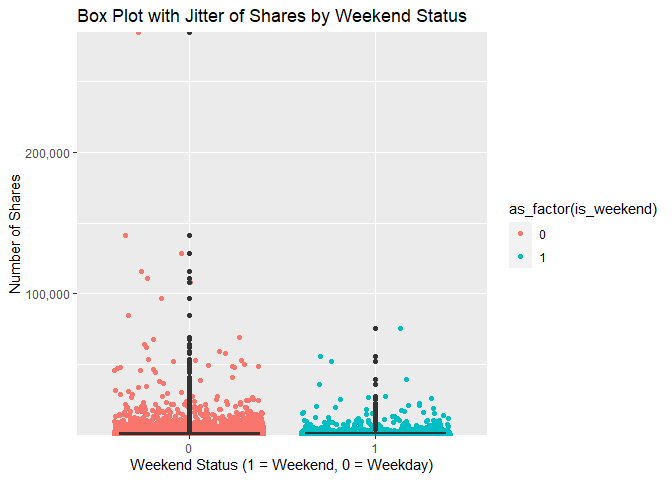 Box Plot with Jitter of Shares by Weekend Status
Number of Shares
200,000
100,000
0
1
Weekend Status (1 = Weekend, 0 = Weekday)
as_factor(is_weekend)
0
1